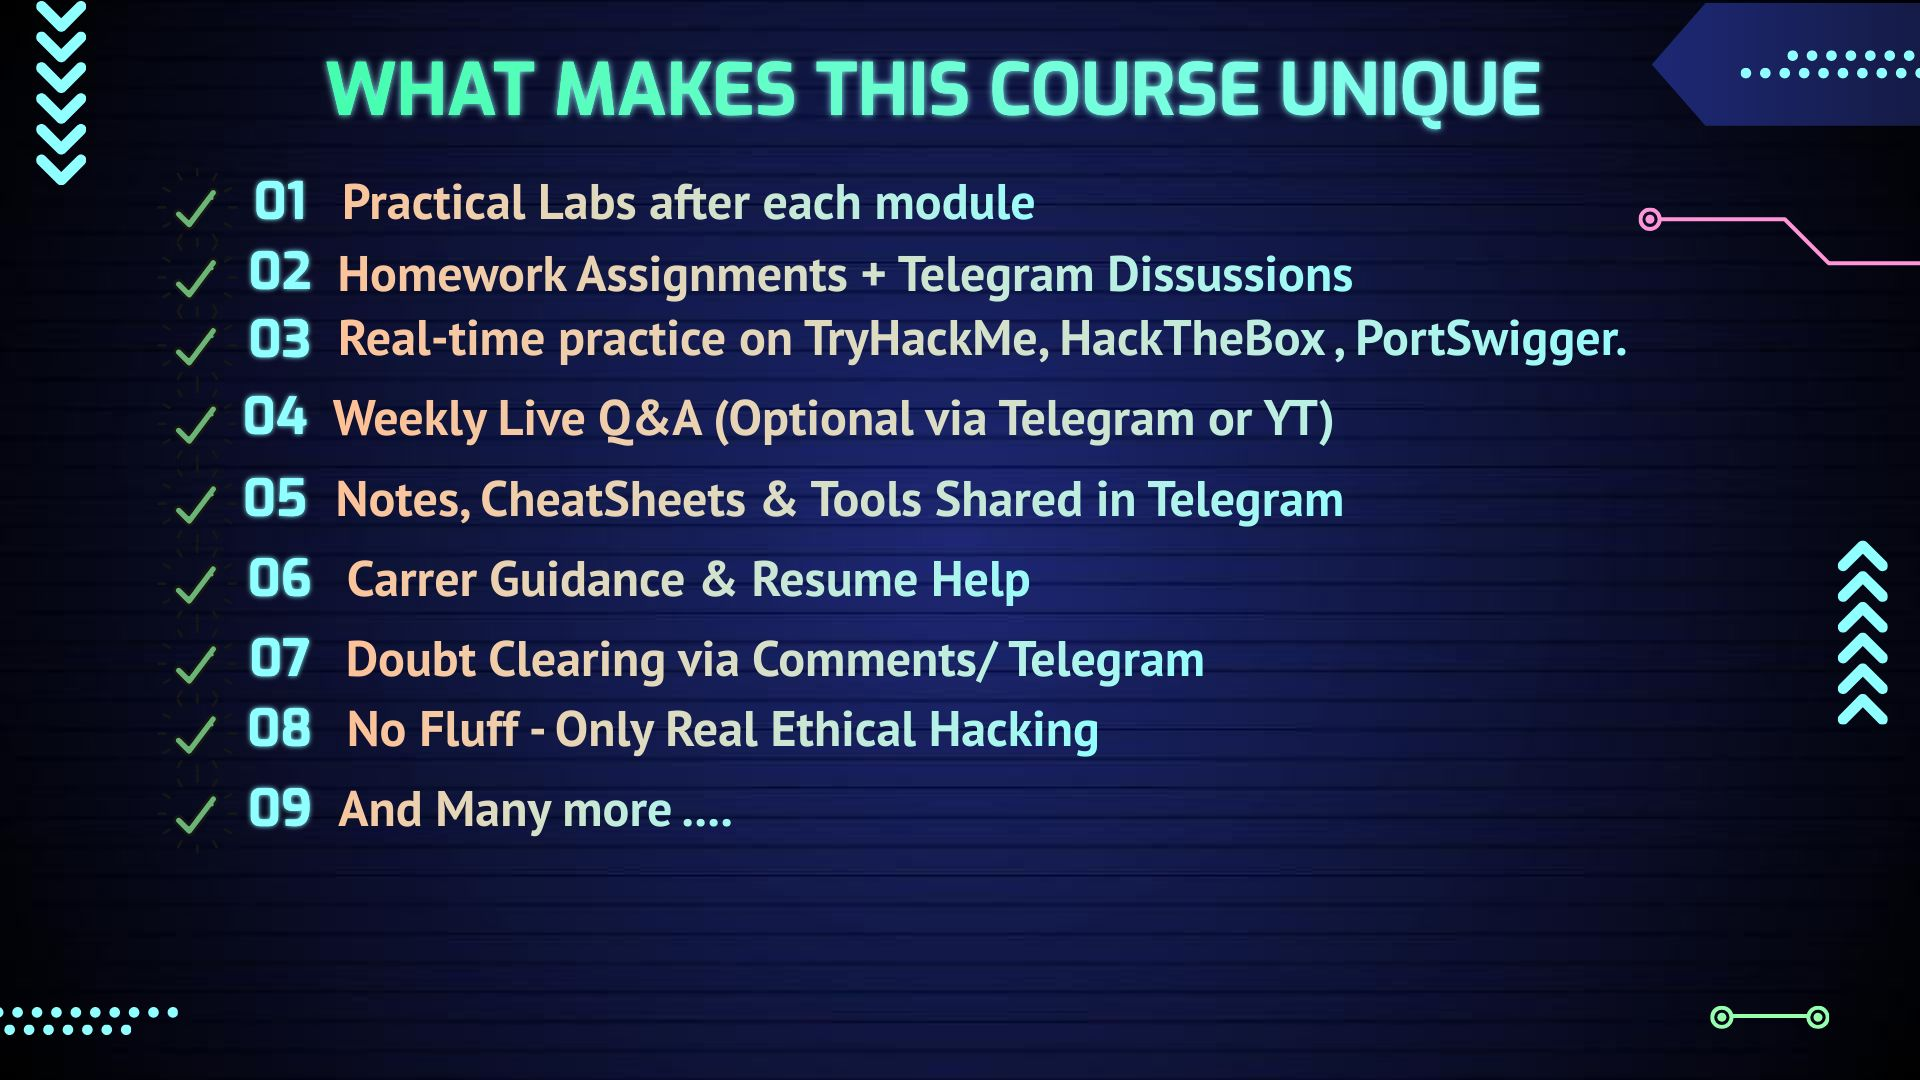 WHAT MAKES THIS COURSE UNIQUE
01 Practical Labs after each module
02 Homework Assignments + Telegram Dissussions
03 Real-time practice on TryHackMe, HackTheBox , PortSwigger.
04 Weekly Live Q&A (Optional via Telegram or YT)
05 Notes, CheatSheets & Tools Shared in Telegram
06 Carrer Guidance & Resume Help
07 Doubt Clearing via Comments/ Telegram
08 No Fluff - Only Real Ethical Hacking
09 And Many more ....